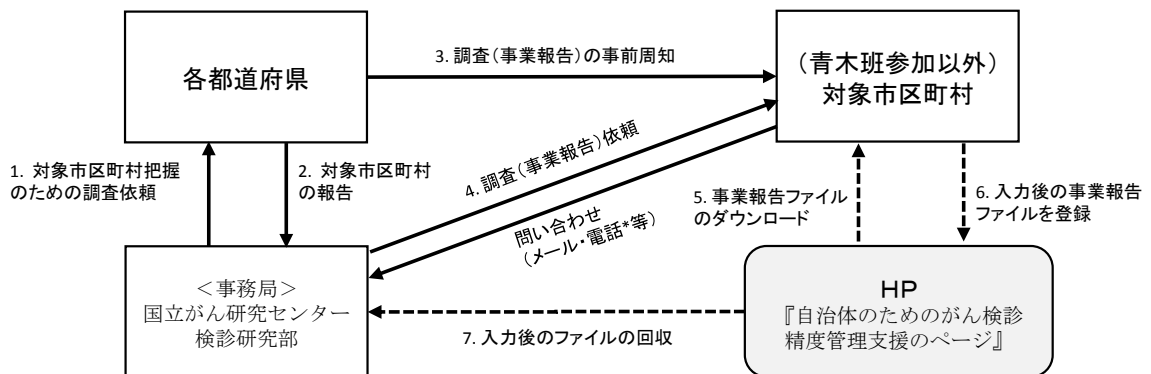 各都道府県
3. 調査(事業報告)の事前周知
(青木班参加以外)
対象市区町村
1. 対象市区町村把握
のための調査依頼
2. 対象市区町村
の報告
4. 調査(事業報告)依頼
問い合わせ
(メール・電話*等)
5. 事業報告ファイル
のダウンロード
6. 入力後の事業報告
ファイルを登録
<事務局>
国立がん研究センター
検診研究部
7. 入力後のファイルの回収
HP
『自治体のためのがん検診
精度管理支援のページ』